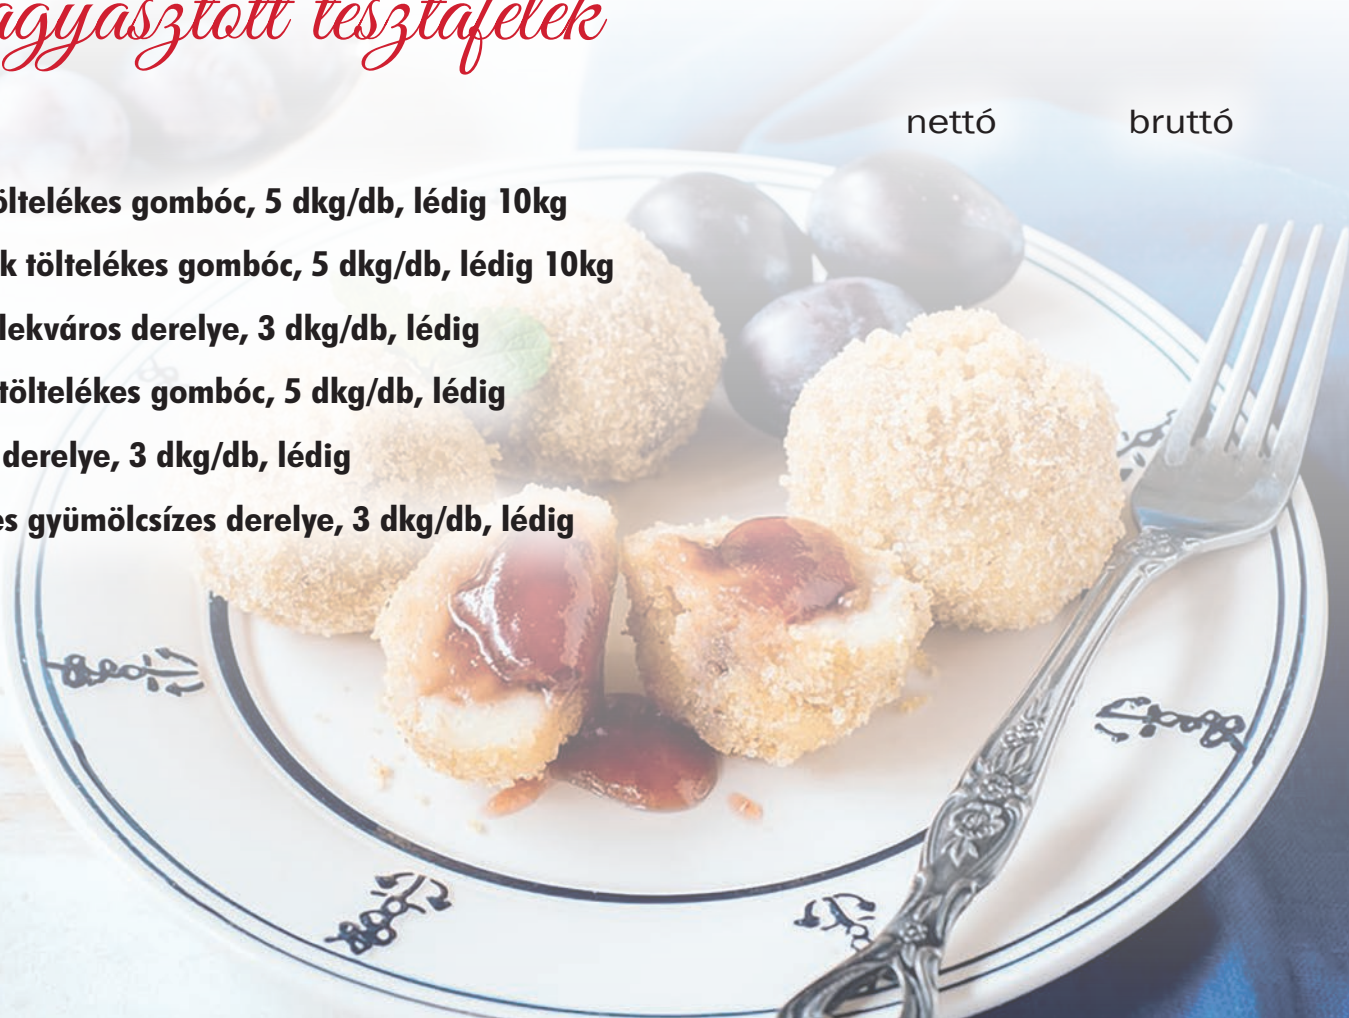 agyasztott tésztafélék
nettó bruttó
öltelékes gombóc, 5 dkg/db, lédig 10kg
k töltelékes gombóc, 5 dkg/db, lédig 10kg
lekváros derelye, 3 dkg/db, lédig
töltelékes gombóc, 5 dkg/db, lédig
derelye, 3 dkg/db, lédig
es gyümölcsízes derelye, 3 dkg/db, lédig